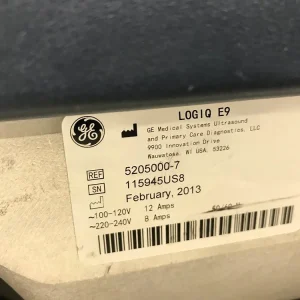 GE
LOGIQ E9
GE Medical Systems Ultrasound
and Primary Care Diagnostics, LLC
9900 Innovation Drive
Wauwatosa WI USA. 53226
REF 5205000-7
SN 115945US8
February, 2013
~100-120V 12 Amps
~220-240V 8 Amps